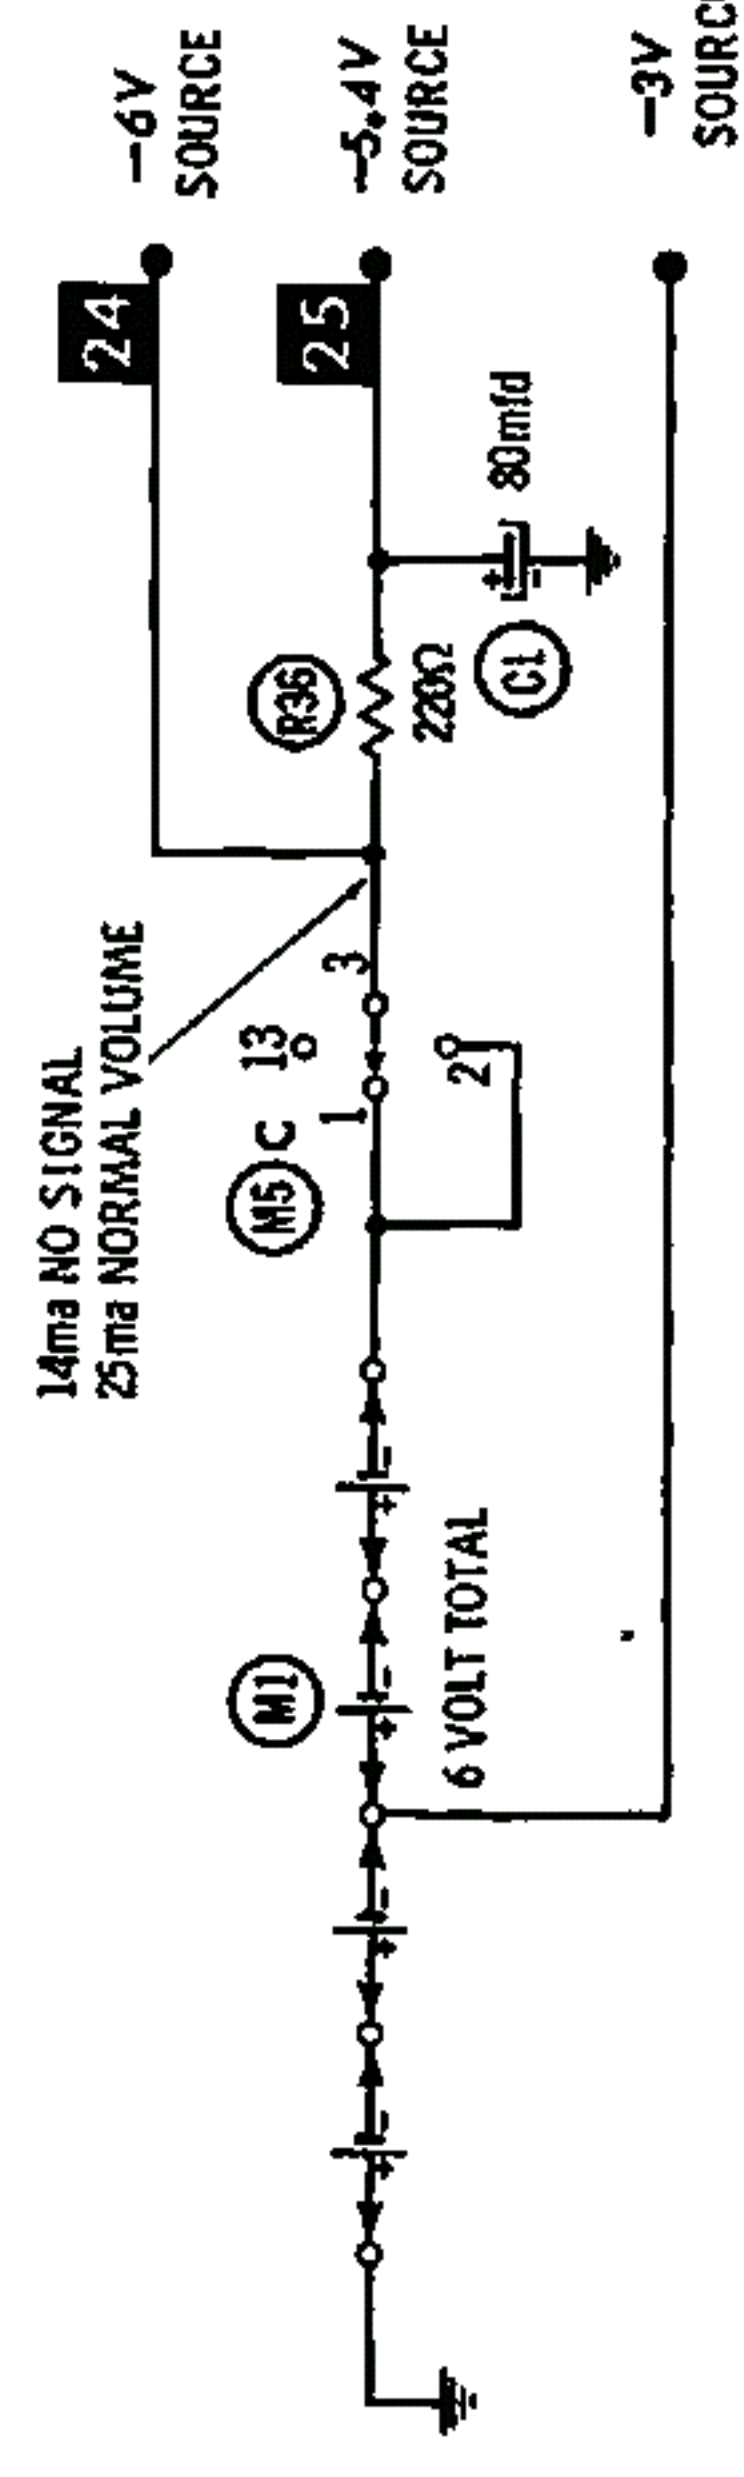 14ma NO SIGNAL
25ma NORMAL VOLUME
24
-6V
SOURCE
M1
M5
C
13
R36
25
-5.4V
SOURCE
+
-
+
-
+
-
+
-
1
3
6 VOLT TOTAL
2
220Ω
C1
+
-
80mfd
-3V
SOURCE